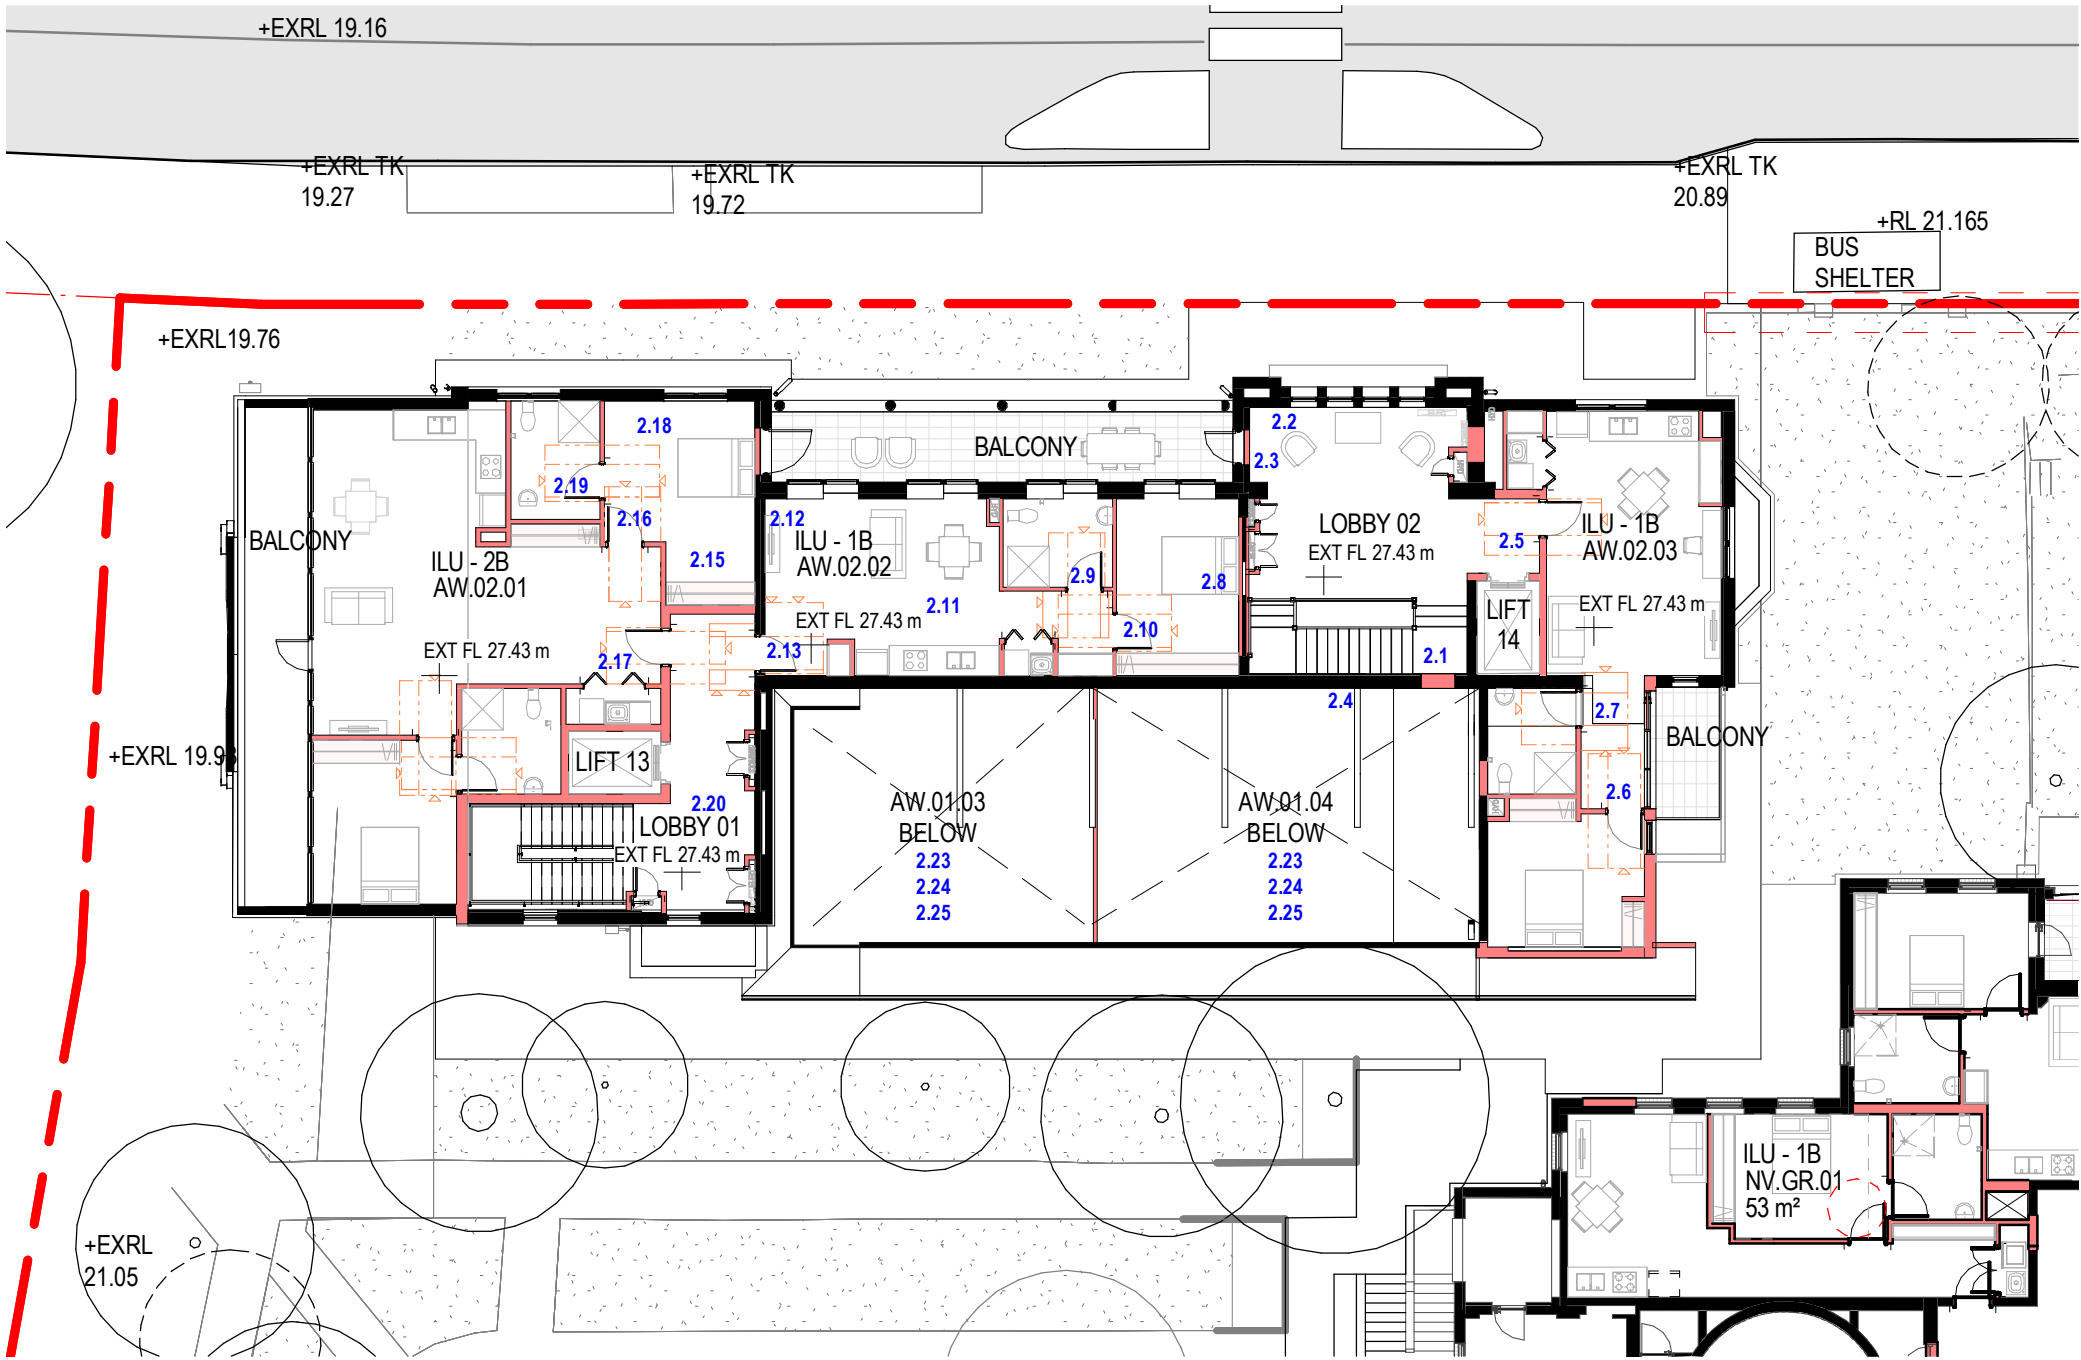 +EXRL 19.16
+EXRL TK
19.27
+EXRL TK
19.72
+EXRL TK
20.89
+RL 21.165
BUS
SHELTER
+EXRL19.76
2.18
2.19
2.16
2.15
BALCONY
ILU - 2B
AW.02.01
EXT FL 27.43 m
2.17
BALCONY
2.12
ILU - 1B
AW.02.02
2.11
EXT FL 27.43 m
2.13
2.9
2.10
2.8
2.2
2.3
LOBBY 02
EXT FL 27.43 m
2.1
2.5
ILU - 1B
AW.02.03
EXT FL 27.43 m
LIFT
14
2.4
2.7
BALCONY
2.6
+EXRL 19.93
LIFT 13
2.20
LOBBY 01
EXT FL 27.43 m
AW.01.03
BELOW
2.23
2.24
2.25
AW.01.04
BELOW
2.23
2.24
2.25
ILU - 1B
NV.GR.01
53 m²
+EXRL
21.05